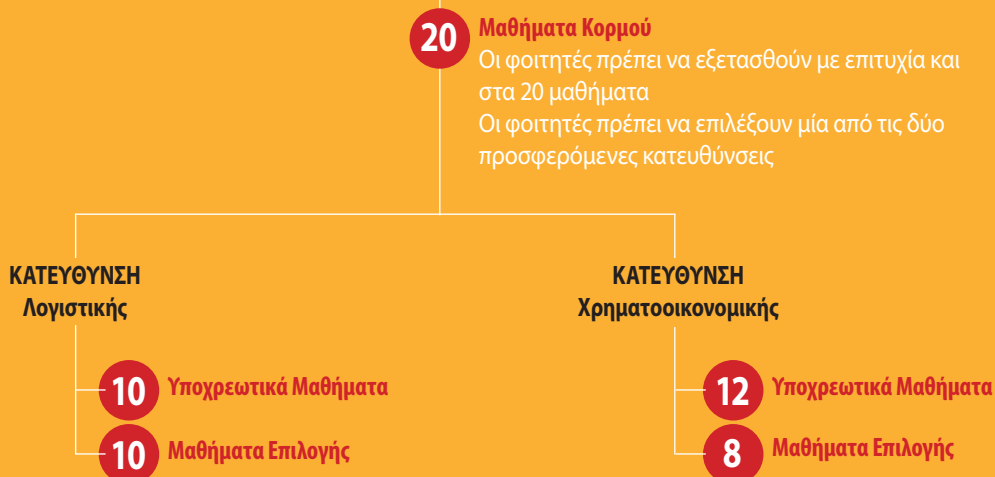 20
Μαθήματα Κορμού
Οι φοιτητές πρέπει να εξετασθούν με επιτυχία και
στα 20 μαθήματα
Οι φοιτητές πρέπει να επιλέξουν μία από τις δύο
προσφερόμενες κατευθύνσεις
ΚΑΤΕΥΘΥΝΣΗ
Λογιστικής
10 Υποχρεωτικά Μαθήματα
10 Μαθήματα Επιλογής
ΚΑΤΕΥΘΥΝΣΗ
Χρηματοοικονομικής
12 Υποχρεωτικά Μαθήματα
8 Μαθήματα Επιλογής